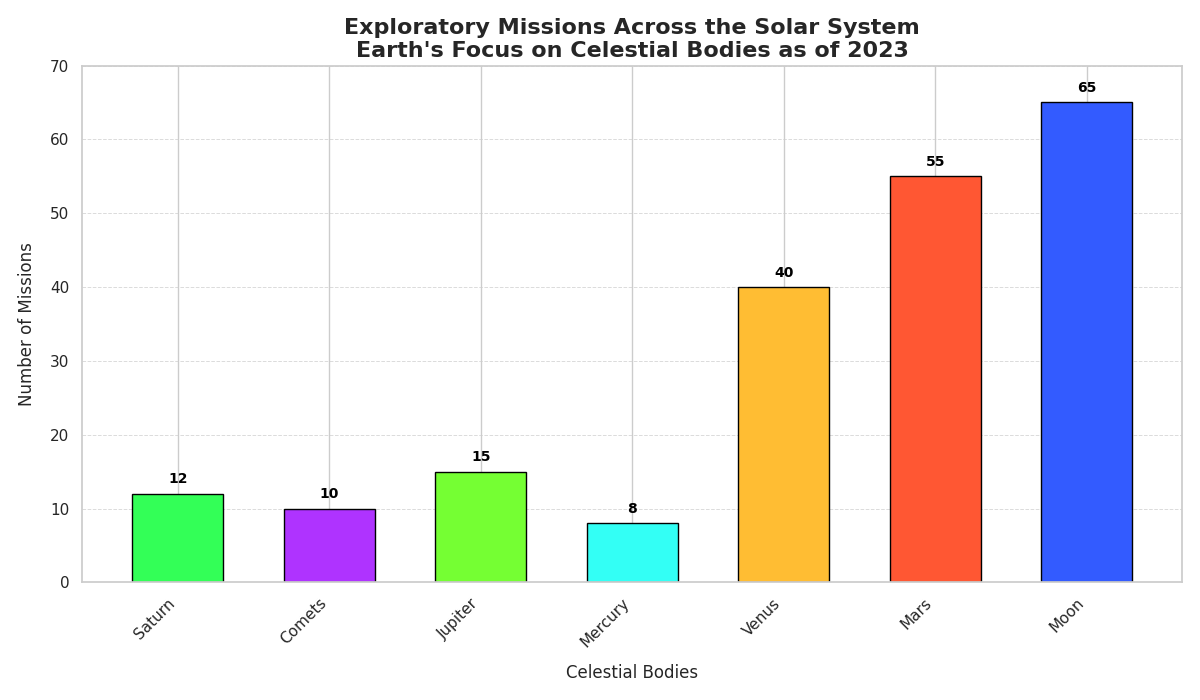 Exploratory Missions Across the Solar System
Earth's Focus on Celestial Bodies as of 2023
Number of Missions
70
60
50
40
30
20
10
0
12
10
15
8
40
55
65
Saturn
Comets
Jupiter
Mercury
Venus
Mars
Moon
Celestial Bodies